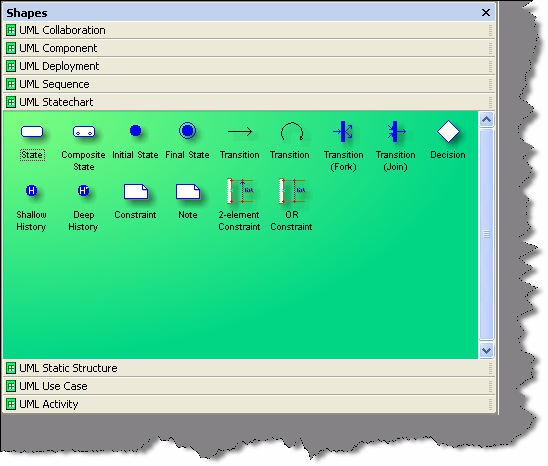 Shapes
UML Collaboration
UML Component
UML Deployment
UML Sequence
UML Statechart
State Composite State Initial State Final State Transition Transition Transition (Fork) Transition (Join) Decision
Shallow History Deep History Constraint Note 2-element Constraint OR Constraint
UML Static Structure
UML Use Case
UML Activity